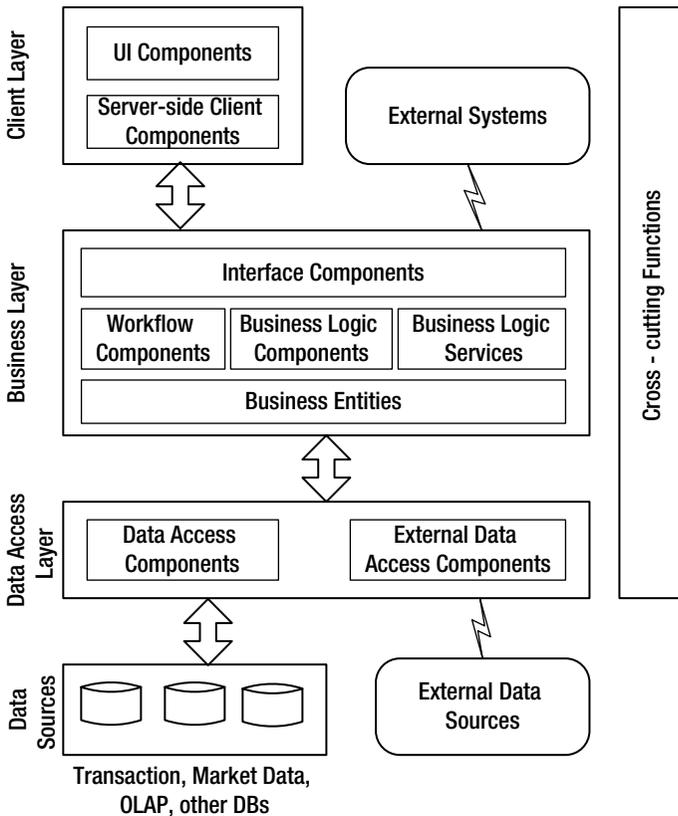 Client Layer
UI Components
Server-side Client
Components
External Systems
Business Layer
Interface Components
Workflow
Components
Business Logic
Components
Business Logic
Services
Business Entities
Cross - cutting Functions
Data Access
Layer
Data Access
Components
External Data
Access Components
Data
Sources
External Data
Sources
Transaction, Market Data,
OLAP, other DBs